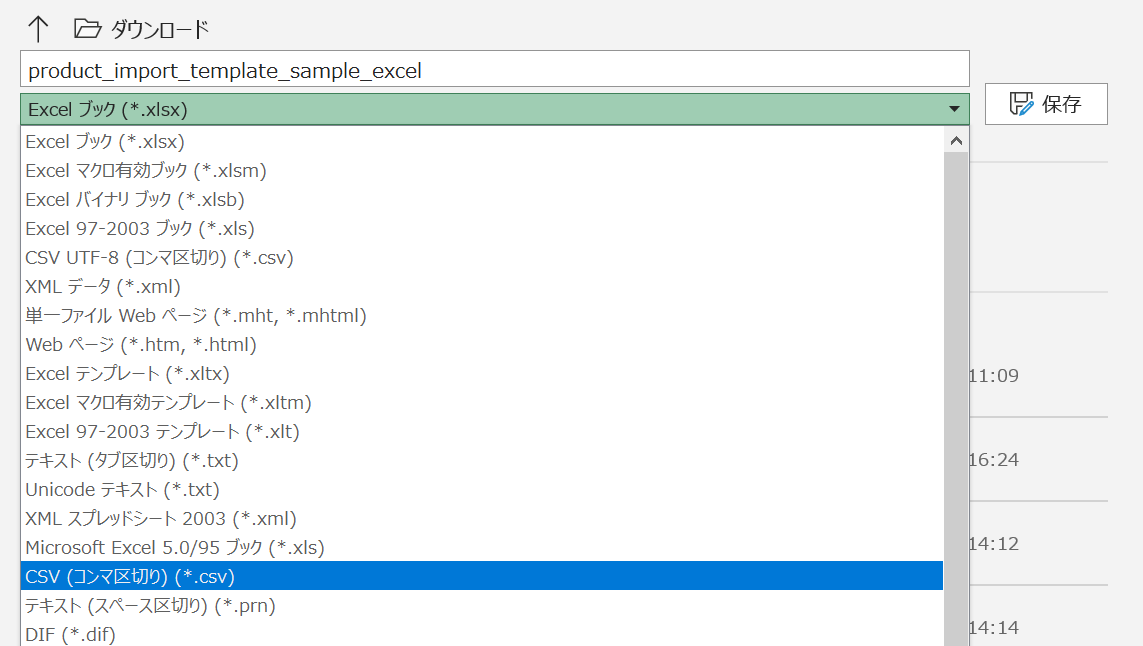 ダウンロード
product_import_template_sample_excel
Excel ブック (*.xlsx)
保存
Excel ブック (*.xlsx)
Excel マクロ有効ブック (*.xlsm)
Excel バイナリ ブック (*.xlsb)
Excel 97-2003 ブック (*.xls)
CSV UTF-8 (コンマ区切り) (*.csv)
XML データ (*.xml)
単一ファイル Web ページ (*.mht, *.mhtml)
Web ページ (*.htm, *.html)
Excel テンプレート (*.xltx)
11:09
Excel マクロ有効テンプレート (*.xltm)
Excel 97-2003 テンプレート (*.xlt)
テキスト (タブ区切り) (*.txt)
16:24
Unicode テキスト (*.txt)
XML スプレッドシート 2003 (*.xml)
Microsoft Excel 5.0/95 ブック (*.xls)
14:12
CSV (コンマ区切り) (*.csv)
テキスト (スペース区切り) (*.prn)
DIF (*.dif)
14:14